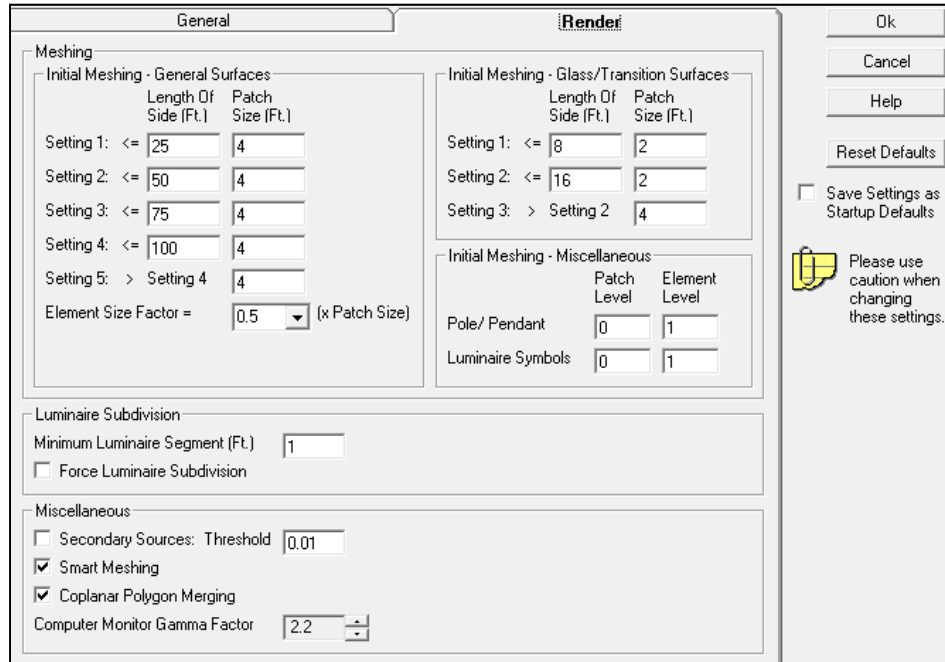 General
Render
Meshing
Initial Meshing - General Surfaces
Length Of Side (Ft.) Patch Size (Ft.)
Setting 1: <= 25 4
Setting 2: <= 50 4
Setting 3: <= 75 4
Setting 4: <= 100 4
Setting 5: > Setting 4 4
Element Size Factor = 0.5 (x Patch Size)
Initial Meshing - Glass/Transition Surfaces
Length Of Side (Ft.) Patch Size (Ft.)
Setting 1: <= 8 2
Setting 2: <= 16 2
Setting 3: > Setting 2 4
Initial Meshing - Miscellaneous
Patch Level Element Level
Pole/ Pendant 0 1
Luminaire Symbols 0 1
Luminaire Subdivision
Minimum Luminaire Segment (Ft.) 1
Force Luminaire Subdivision
Miscellaneous
Secondary Sources: Threshold 0.01
Smart Meshing
Coplanar Polygon Merging
Computer Monitor Gamma Factor 2.2
Ok
Cancel
Help
Reset Defaults
Save Settings as
Startup Defaults
Please use
caution when
changing
these settings.